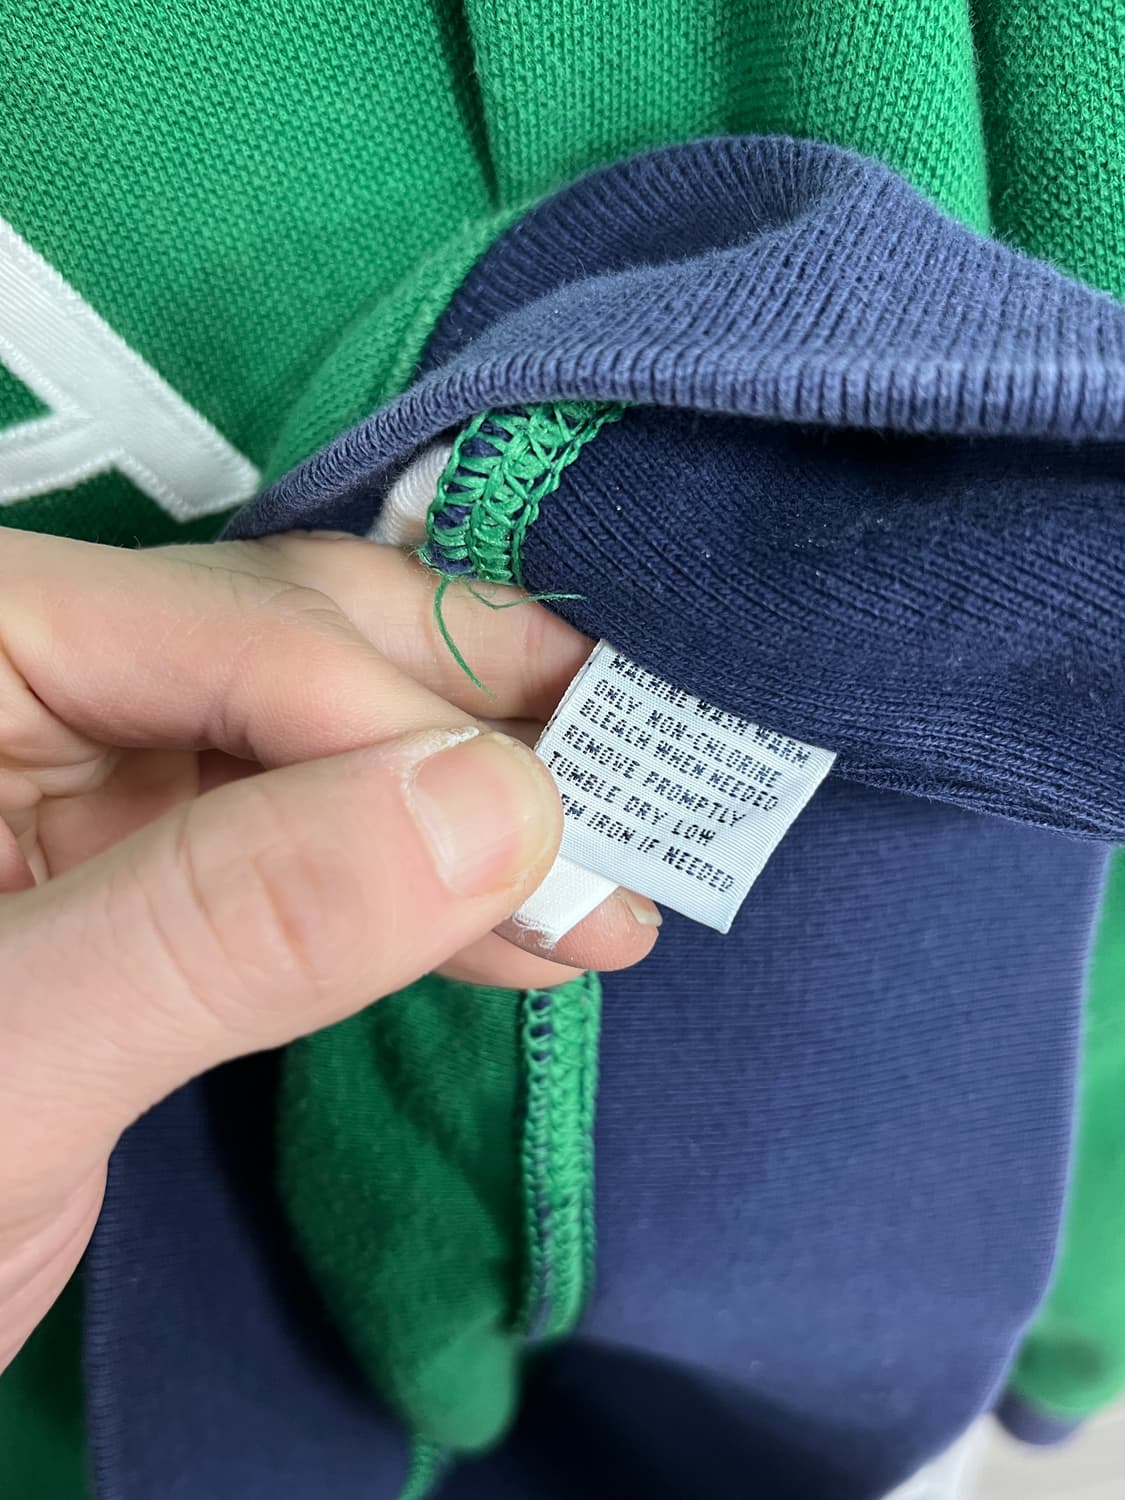 MACHINE WASH WARM
ONLY NON-CHLORINE
BLEACH WHEN NEEDED
REMOVE PROMPTLY
TUMBLE DRY LOW
IRON IF NEEDED